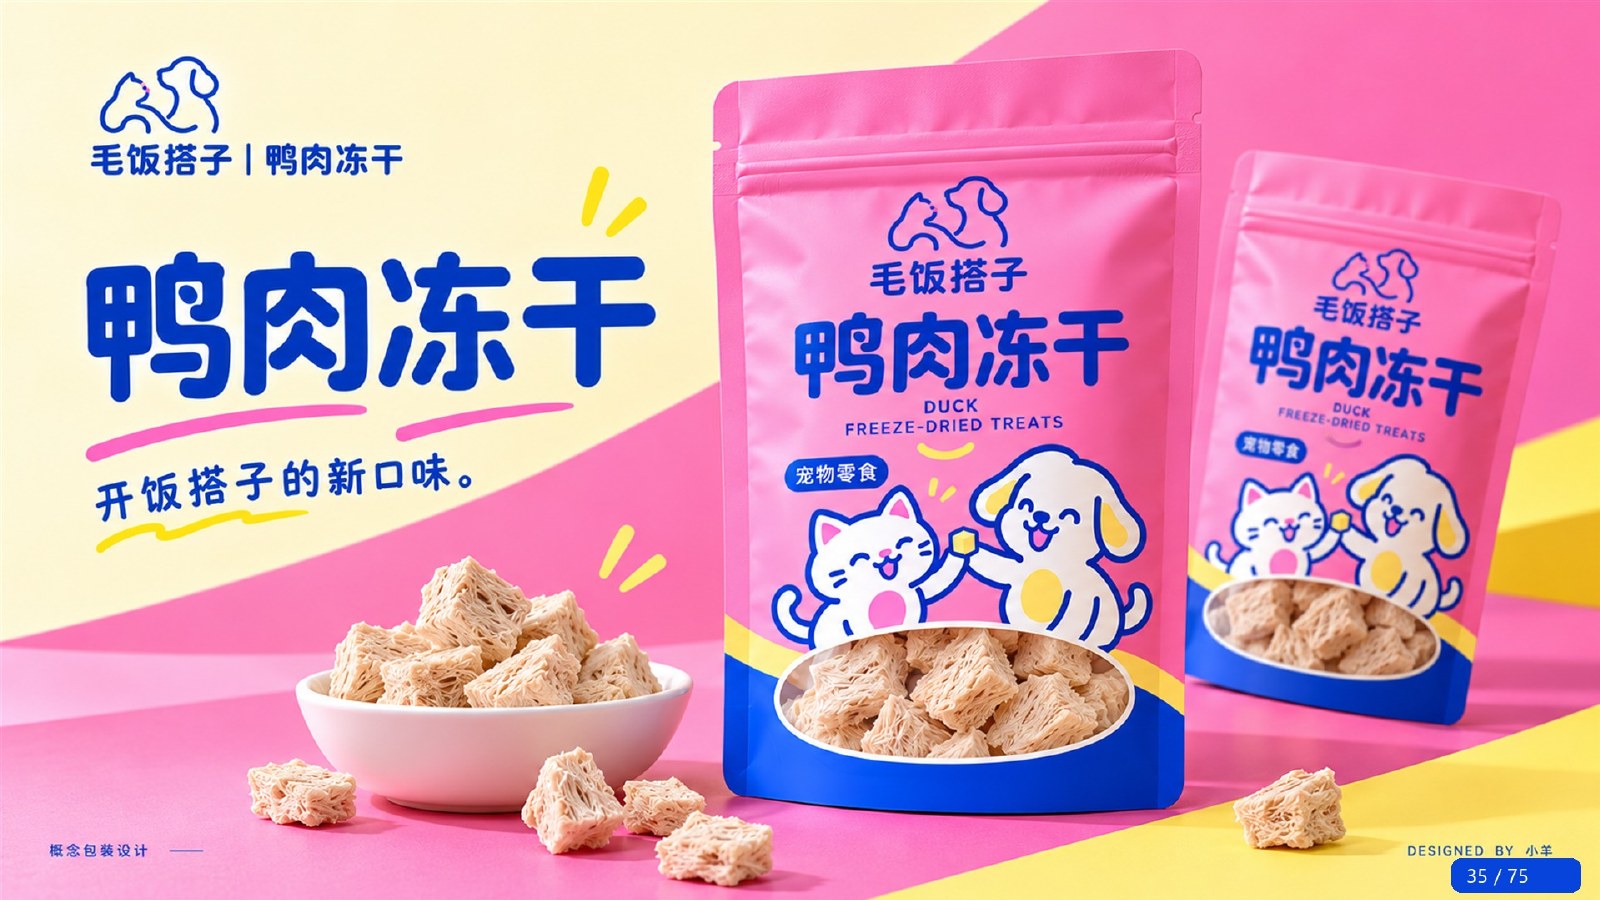 毛饭搭子 | 鸭肉冻干
鸭肉冻干
开饭搭子的新口味。
毛饭搭子
鸭肉冻干
DUCK
FREEZE-DRIED TREATS
宠物零食
毛饭搭子
鸭肉冻干
DUCK
FREEZE-DRIED TREATS
宠物零食
概念包装设计
DESIGNED BY 小羊
35 / 75